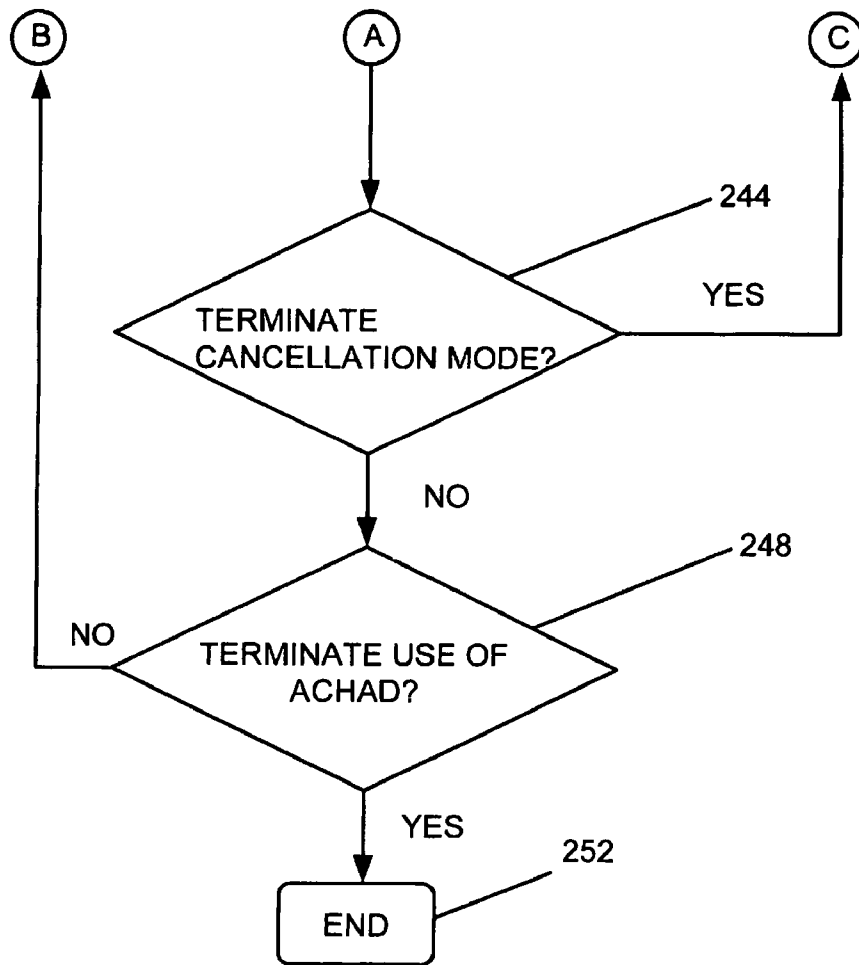 B
A
C
244
YES
TERMINATE
CANCELLATION MODE?
NO
248
NO
TERMINATE USE OF
ACHAD?
YES
252
END